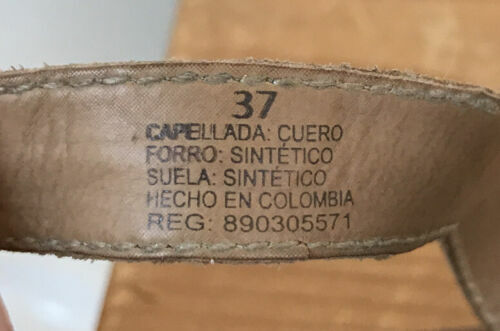 37
CAPELLADA: CUERO
FORRO: SINTÉTICO
SUELA: SINTÉTICO
HECHO EN COLOMBIA
REG: 890305571